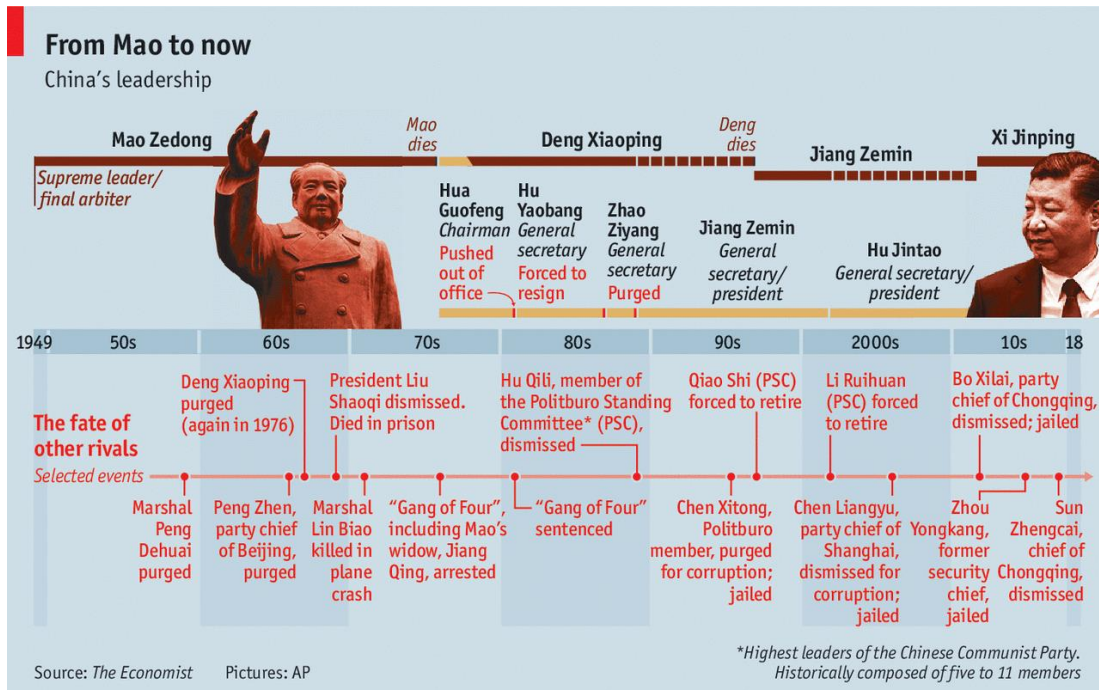 From Mao to now
China's leadership
Mao Zedong
Mao
dies
Deng Xiaoping
Deng
dies
Jiang Zemin
Xi Jinping
Supreme leader/
final arbiter
Hua
Guofeng
Chairman
Pushed
out of
office
Hu
Yaobang
General
secretary
Forced to
resign
Zhao
Ziyang
General
secretary
Purged
Jiang Zemin
General
secretary/
president
Hu Jintao
General secretary/
president
1949 50s 60s 70s 80s 90s 2000s 10s 18
The fate of
other rivals
Selected events
Deng Xiaoping
purged
(again in 1976)
President Liu
Shaoqi dismissed.
Died in prison
Hu Qili, member of
the Politburo Standing
Committee* (PSC),
dismissed
Qiao Shi (PSC)
forced to retire
Li Ruihuan
(PSC) forced
to retire
Bo Xilai, party
chief of Chongqing,
dismissed; jailed
Marshal
Peng
Dehuai
purged
Peng Zhen,
party chief
of Beijing,
purged
Marshal
Lin Biao
killed in
plane
crash
“Gang of Four”,
including Mao's
widow, Jiang
Qing, arrested
“Gang of Four”
sentenced
Chen Xitong,
Politburo
member, purged
for corruption;
jailed
Chen Liangyu,
party chief of
Shanghai,
dismissed for
corruption;
jailed
Zhou
Yongkang,
former
security
chief,
jailed
Sun
Zhengcai,
chief of
Chongqing,
dismissed
Source: The Economist Pictures: AP
*Highest leaders of the Chinese Communist Party.
Historically composed of five to 11 members